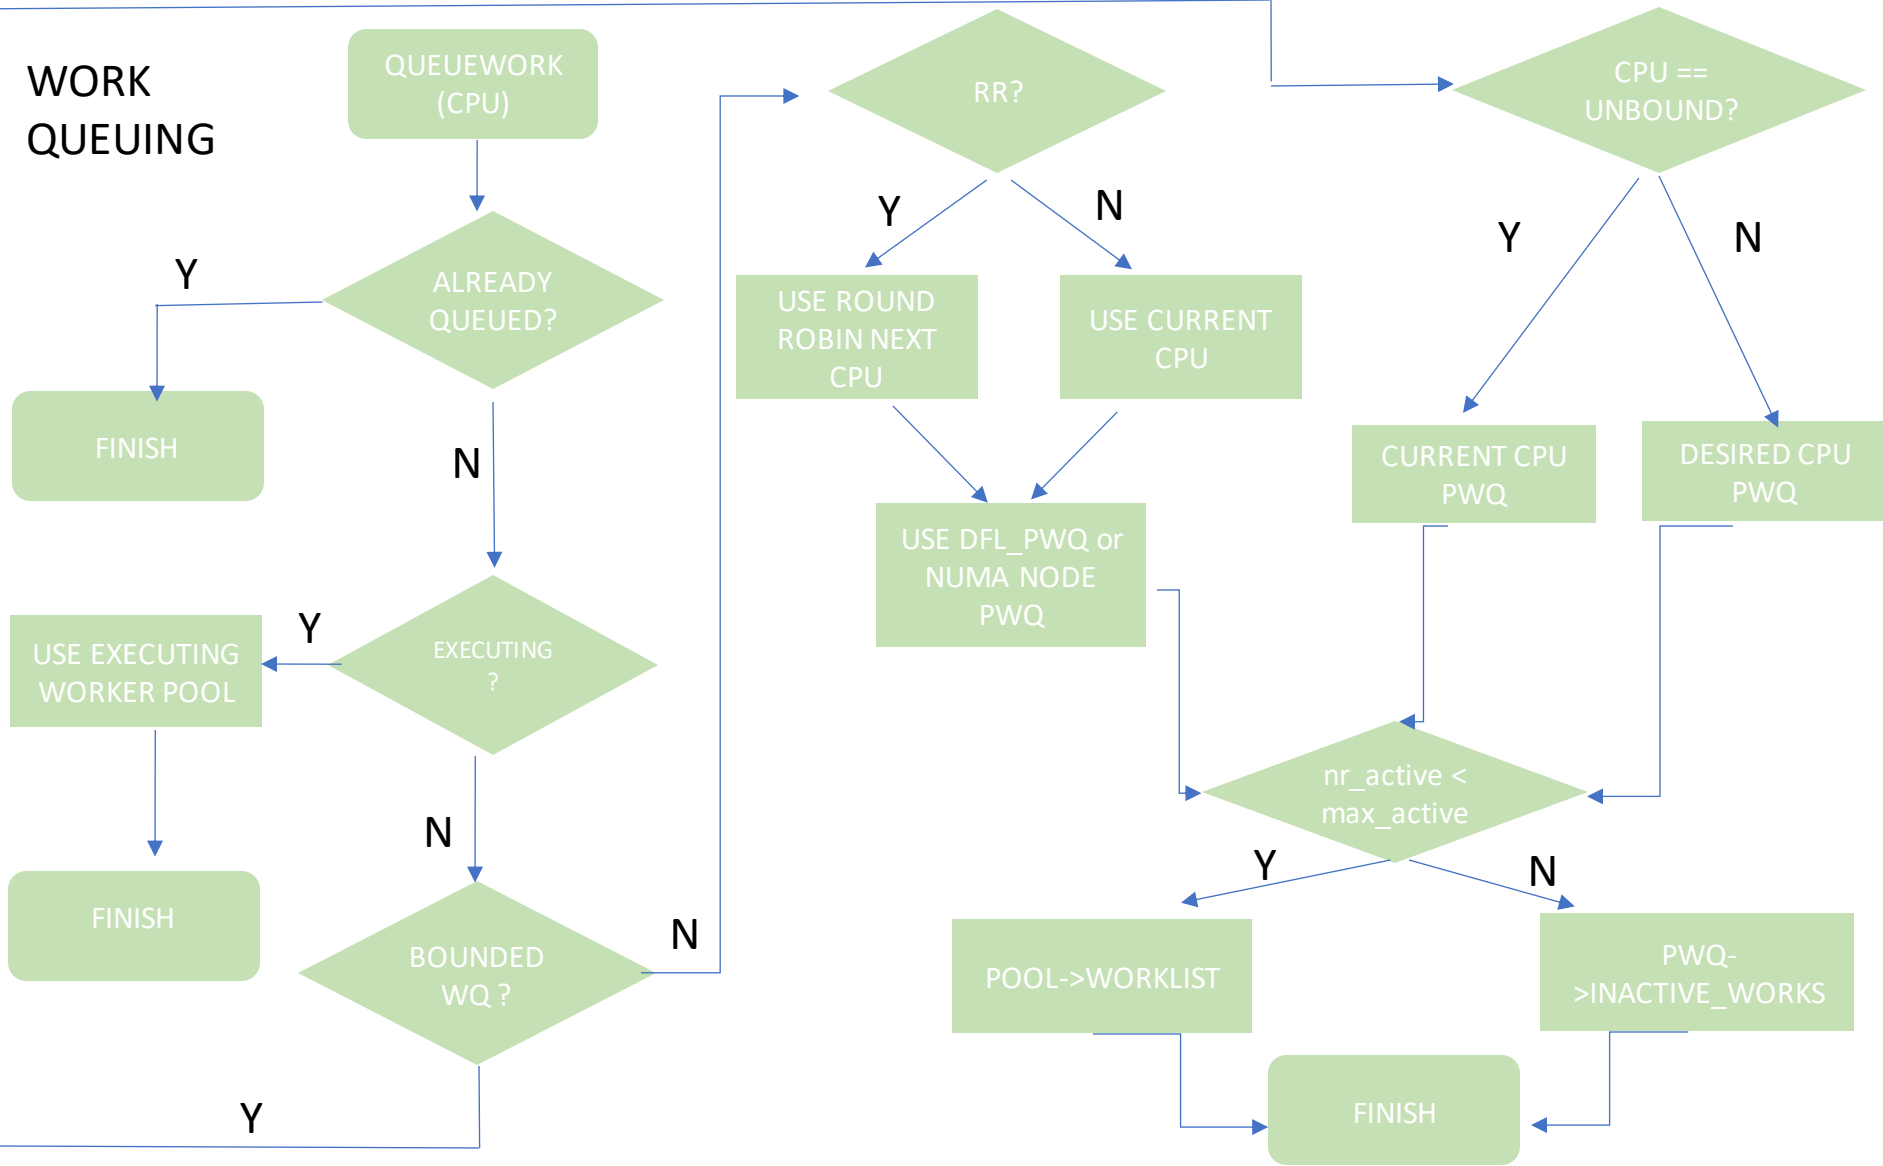 WORK
QUEUING
QUEUEWORK
(CPU)
ALREADY
QUEUED?
Y
FINISH
N
EXECUTING
?
Y
USE EXECUTING
WORKER POOL
FINISH
N
BOUNDED
WQ ?
Y
N
RR?
Y
N
USE ROUND
ROBIN NEXT
CPU
USE CURRENT
CPU
USE DFL_PWQ or
NUMA NODE
PWQ
CPU ==
UNBOUND?
Y
N
CURRENT CPU
PWQ
DESIRED CPU
PWQ
nr_active <
max_active
Y
N
POOL->WORKLIST
PWQ-
>INACTIVE_WORKS
FINISH